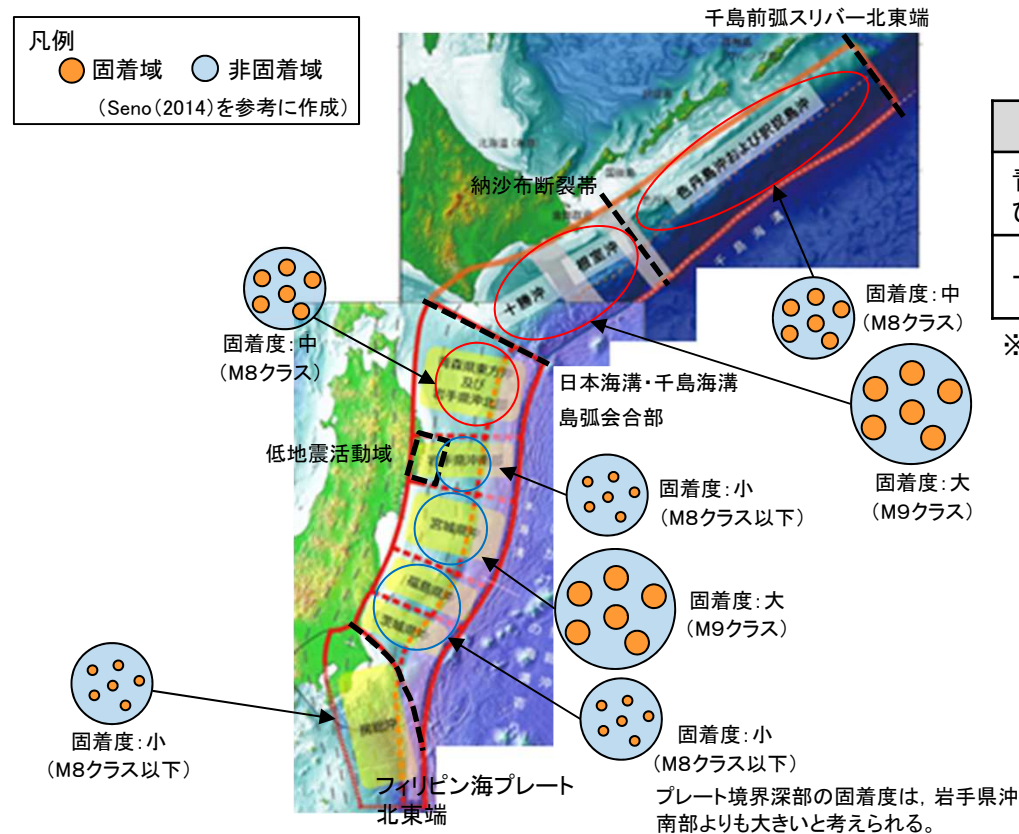 千島前弧スリバー北東端
凡例
固着域
非固着域
(Seno(2014)を参考に作成)
色丹島沖および択捉島沖
納沙布断裂帯
千島海溝
根室沖
十勝沖
固着度:中
(M8クラス)
固着度:中
(M8クラス)
固着度:大
(M9クラス)
青森県東方沖
及び
岩手県沖北部
日本海溝・千島海溝
島弧会合部
低地震活動域
岩手県沖南部
固着度:小
(M8クラス以下)
宮城県沖
固着度:大
(M9クラス)
福島県沖
茨城県沖
固着度:小
(M8クラス以下)
房総沖
固着度:小
(M8クラス以下)
フィリピン海プレート
北東端
プレート境界深部の固着度は,岩手県沖
南部よりも大きいと考えられる。
※